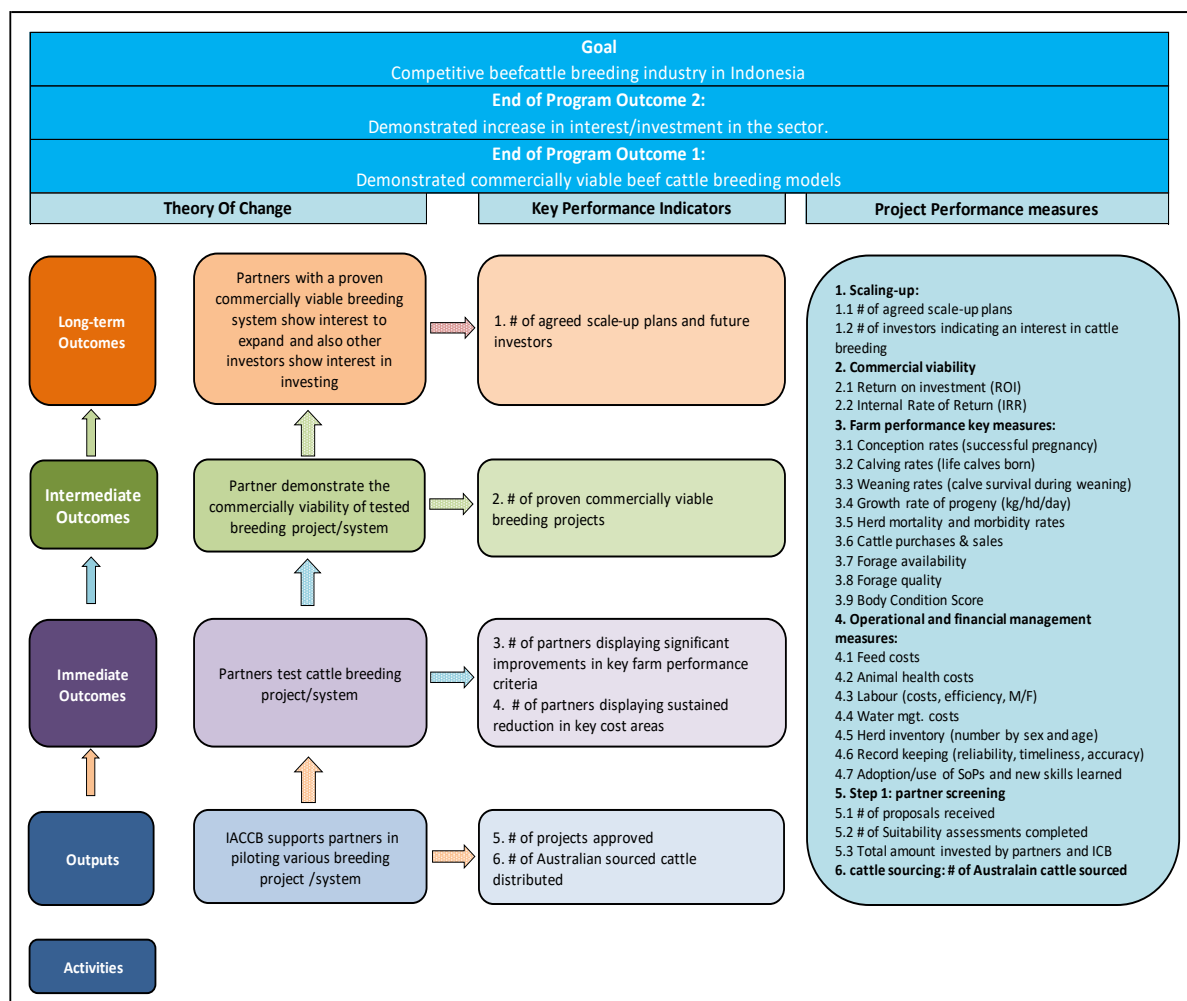 Goal
Competitive beefcattle breeding industry in Indonesia
End of Program Outcome 2:
Demonstrated increase in interest/investment in the sector.
End of Program Outcome 1:
Demonstrated commercially viable beef cattle breeding models
Theory Of Change
Key Performance Indicators
Project Performance measures
Long-term
Outcomes
Partners with a proven
commercially viable breeding
system show interest to
expand and also other
investors show interest in
investing
1. # of agreed scale-up plans and future
investors
Intermediate
Outcomes
Partner demonstrate the
commercially viability of tested
breeding project/system
2. # of proven commercially viable
breeding projects
Immediate
Outcomes
Partners test cattle breeding
project/system
3. # of partners displaying significant
improvements in key farm performance
criteria
4.  # of partners displaying sustained
reduction in key cost areas
Outputs
IACCB supports partners in
piloting various breeding
project /system
5. # of projects approved
6. # of Australian sourced cattle
distributed
Activities
1. Scaling-up:
1.1 # of agreed scale-up plans
1.2 # of investors indicating an interest in cattle
breeding
2. Commercial viability
2.1 Return on investment (ROI)
2.2 Internal Rate of Return (IRR)
3. Farm performance key measures:
3.1 Conception rates (successful pregnancy)
3.2 Calving rates (life calves born)
3.3 Weaning rates (calve survival during weaning)
3.4 Growth rate of progeny (kg/hd/day)
3.5 Herd mortality and morbidity rates
3.6 Cattle purchases & sales
3.7 Forage availability
3.8 Forage quality
3.9 Body Condition Score
4. Operational and financial management
measures:
4.1 Feed costs
4.2 Animal health costs
4.3 Labour (costs, efficiency, M/F)
4.4 Water mgt. costs
4.5 Herd inventory (number by sex and age)
4.6 Record keeping (reliability, timeliness, accuracy)
4.7 Adoption/use of SoPs and new skills learned
5. Step 1: partner screening
5.1 # of proposals received
5.2 # of Suitability assessments completed
5.3 Total amount invested by partners and ICB
6. cattle sourcing: # of Australain cattle sourced